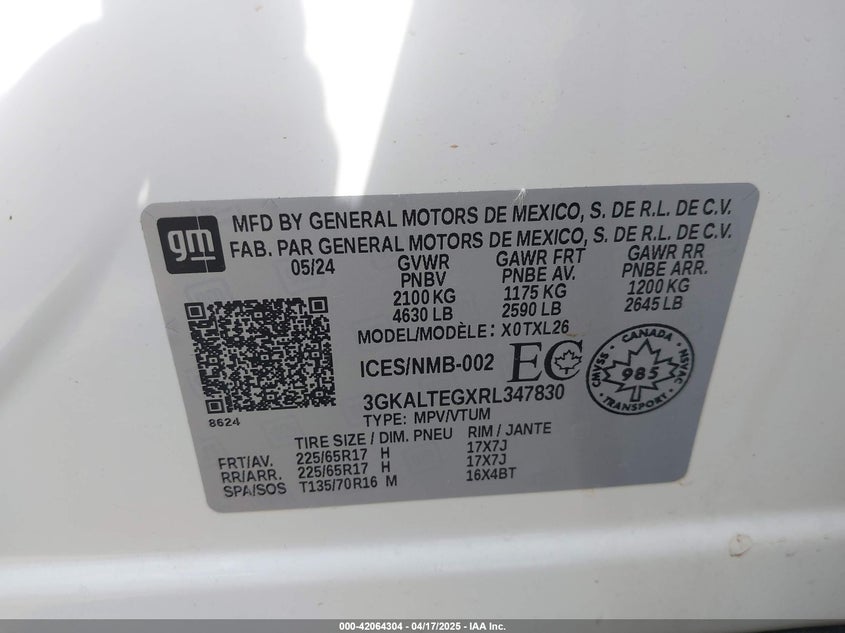 gm
MFD BY GENERAL MOTORS DE MEXICO, S. DE R.L. DE C.V.
FAB. PAR GENERAL MOTORS DE MEXICO, S. DE R.L. DE C.V.
05/24 GVWR GAWR FRT GAWR RR
PNBV PNBE AV. PNBE ARR.
2100 KG 1175 KG 1200 KG
4630 LB 2590 LB 2645 LB
MODEL/MODÈLE: X0TXL26
ICES/NMB-002 EC
CANADA
CMVSS 985 NSVAC
TRANSPORT
3GKALTEGXRL347830
8624 TYPE: MPV/VTUM
TIRE SIZE / DIM. PNEU RIM / JANTE
FRT/AV. 225/65R17 H 17X7J
RR/ARR. 225/65R17 H 17X7J
SPA/SOS T135/70R16 M 16X4BT
000-42064304 | 04/17/2025 - IAA Inc.